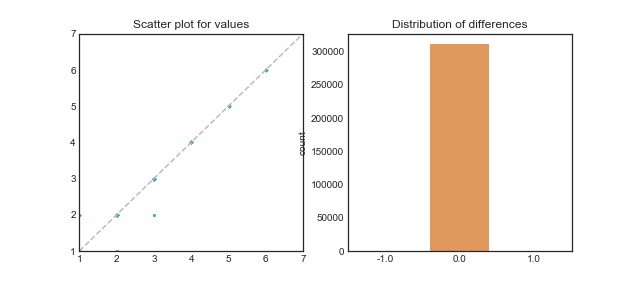 Scatter plot for values
7
6
5
4
3
2
1
1 2 3 4 5 6 7
Distribution of differences
count
300000
250000
200000
150000
100000
50000
0
-1.0 0.0 1.0